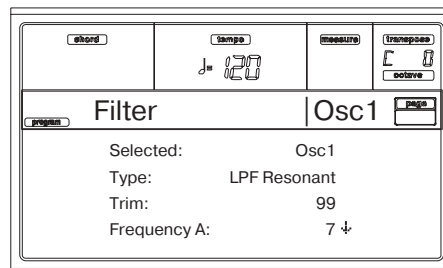 chord tempo measure transpose
♩= 120 C 0
octave
program Filter Osc1 page
Selected: Osc1
Type: LPF Resonant
Trim: 99
Frequency A: 7